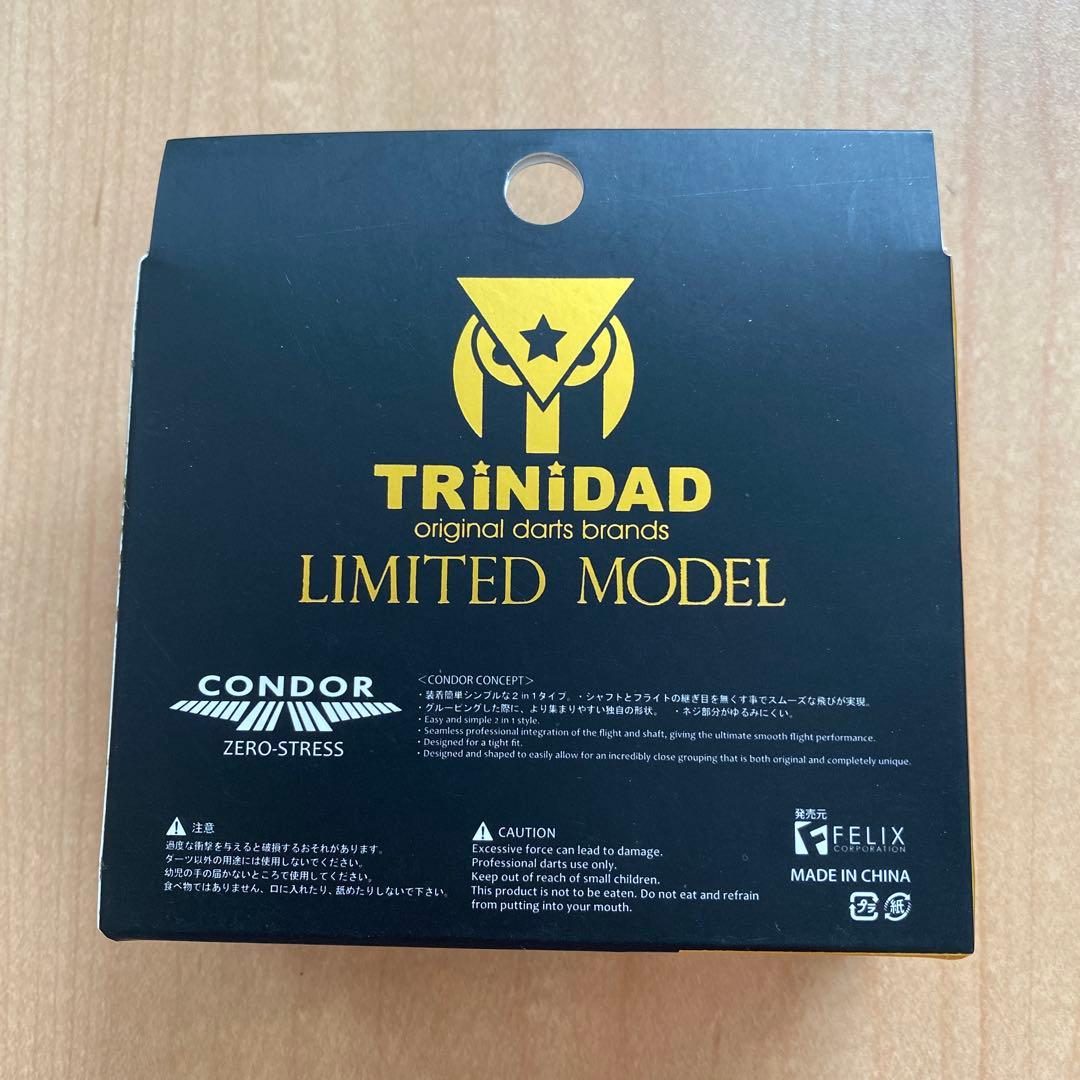 TRiNiDAD
original darts brands
LIMITED MODEL
CONDOR
ZERO-STRESS
＜CONDOR CONCEPT＞
・装着簡単シンプルな２in１タイプ。・シャフトとフライトの継ぎ目を無くす事でスムーズな飛びが実現。
・グルーピングした際に、より集まりやすい独自の形状。 ・ネジ部分がゆるみにくい。
・Easy and simple 2 in 1 style.
・Seamless professional integration of the flight and shaft, giving the ultimate smooth flight performance.
・Designed for a tight fit.
・Designed and shaped to easily allow for an incredibly close grouping that is both original and completely unique.
注意
過度な衝撃を与えると破損するおそれがあります。
ダーツ以外の用途には使用しないでください。
幼児の手の届かないところで使用してください。
食べ物ではありません、口に入れたり、舐めたりしないで下さい。
CAUTION
Excessive force can lead to damage.
Professional darts use only.
Keep out of reach of small children.
This product is not to be eaten. Do not eat and refrain
from putting into your mouth.
発売元
FELIX
CORPORATION
MADE IN CHINA
プラ 紙